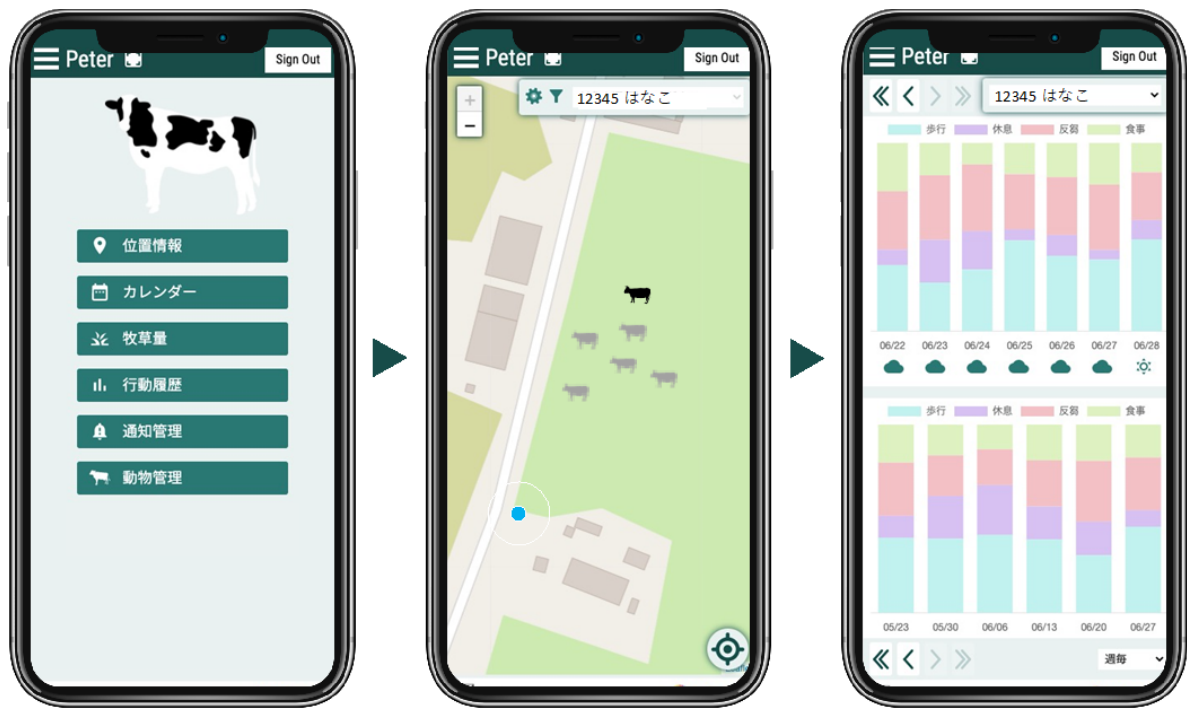 Peter
Sign Out
位置情報
カレンダー
牧草量
行動履歴
通知管理
動物管理
Peter
Sign Out
+
12345 はなこ
−
Peter
Sign Out
12345 はなこ
歩行 休息 反芻 食事
06/22 06/23 06/24 06/25 06/26 06/27 06/28
歩行 休息 反芻 食事
05/23 05/30 06/06 06/13 06/20 06/27
週毎